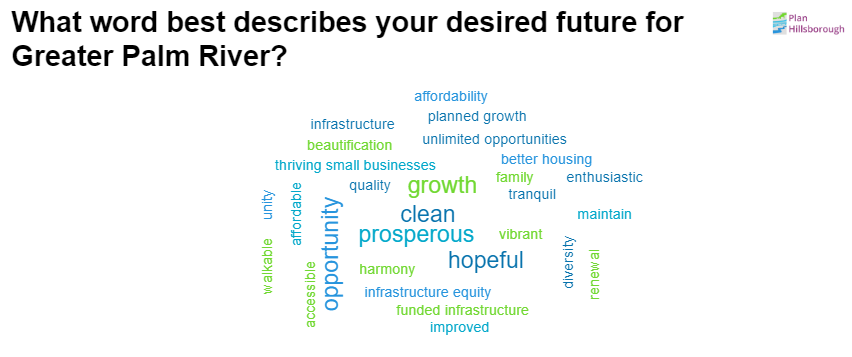 What word best describes your desired future for
Greater Palm River?
Plan
Hillsborough
affordability
planned growth
infrastructure
unlimited opportunities
beautification
better housing
thriving small businesses
family
enthusiastic
quality
growth
tranquil
unity
affordable
opportunity
clean
maintain
prosperous
vibrant
walkable
accessible
harmony
hopeful
diversity
renewal
infrastructure equity
funded infrastructure
improved